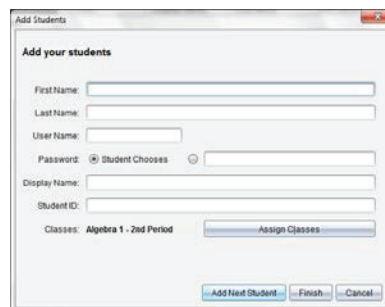 Add Students
Add your students
First Name:
Last Name:
User Name:
Password: Student Chooses
Display Name:
Student ID:
Classes: Algebra 1 - 2nd Period Assign Classes
Add Next Student Finish Cancel